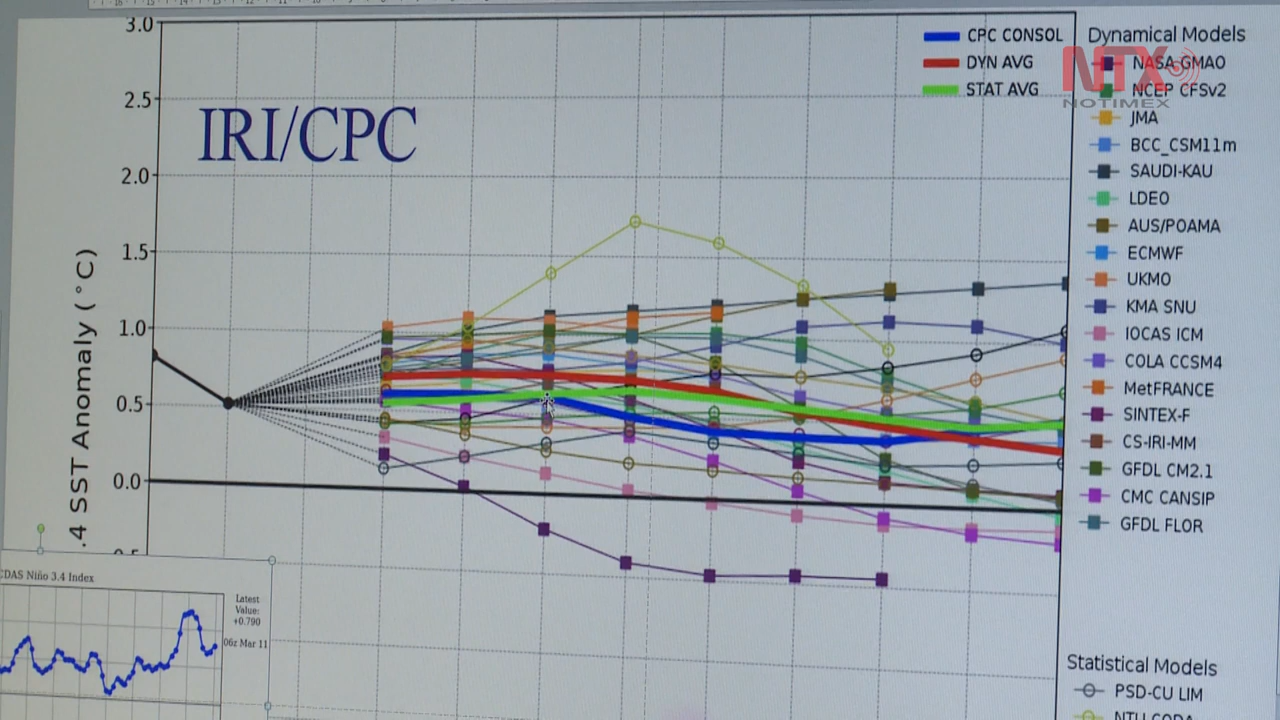 3.0
2.5
2.0
1.5
1.0
0.5
0.0
IRI/CPC
.4 SST Anomaly (°C)
CPC CONSOL
DYN AVG
STAT AVG
Dynamical Models
NASA GMAO
NCEP CFSv2
JMA
BCC_CSM11m
SAUDI-KAU
LDEO
AUS/POAMA
ECMWF
UKMO
KMA SNU
IOCAS ICM
COLA CCSM4
MetFRANCE
SINTEX-F
CS-IRI-MM
GFDL CM2.1
CMC CANSIP
GFDL FLOR
Statistical Models
PSD-CU LIM
NTX
NOTIMEX
CDAS Niño 3.4 Index
Latest
Value:
+0.790
06z Mar 11